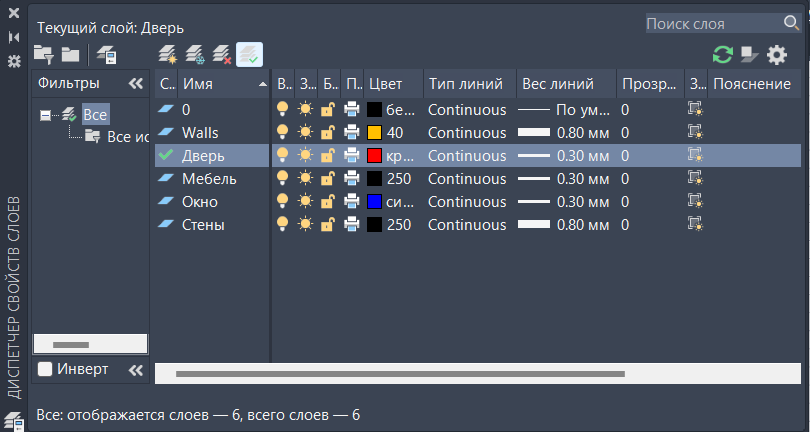 Текущий слой: Дверь
Поиск слоя
Фильтры
Все
Все ис
С.. Имя В.. З... Б.. П.. Цвет Тип линий Вес линий Прозр... З... Пояснение
0 бе... Continuous По ум... 0
Walls 40 Continuous 0.80 мм 0
Дверь кр... Continuous 0.30 мм 0
Мебель 250 Continuous 0.30 мм 0
Окно си... Continuous 0.30 мм 0
Стены 250 Continuous 0.80 мм 0
Инверт
Все: отображается слоев — 6, всего слоев — 6
ДИСПЕТЧЕР СВОЙСТВ СЛОЕВ